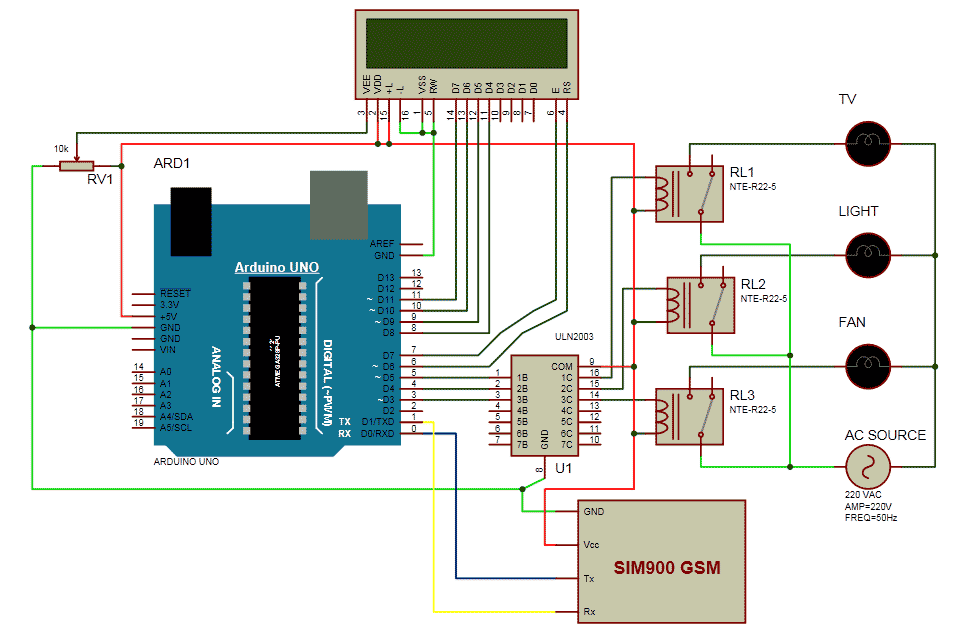 VEE
VDD
+L
-L
VSS
RW
D7
D6
D5
D4
D3
D2
D1
D0
E
RS
3
2
15
16
1
5
14
13
12
11
10
9
8
7
6
4
10k
RV1
ARD1
Arduino UNO
RESET
3.3V
+5V
GND
GND
VIN
14 A0
15 A1
16 A2
17 A3
18 A4/SDA
19 A5/SCL
ANALOG IN
ATMEGA328P-PU
DIGITAL (~PWM)
AREF
GND
D13 13
D12 12
~ D11 11
~ D10 10
~ D9 9
D8 8
D7 7
~ D6 6
~ D5 5
D4 4
~ D3 3
D2 2
TX D1/TXD 1
RX D0/RXD 0
ARDUINO UNO
ULN2003
COM 9
1 1B 1C 16
2 2B 2C 15
3 3B 3C 14
4 4B 4C 13
5 5B 5C 12
6 6B 6C 11
7 7B 7C 10
GND
8
U1
TV
RL1
NTE-R22-5
LIGHT
RL2
NTE-R22-5
FAN
RL3
NTE-R22-5
AC SOURCE
220 VAC
AMP=220V
FREQ=50Hz
GND
Vcc
SIM900 GSM
Tx
Rx